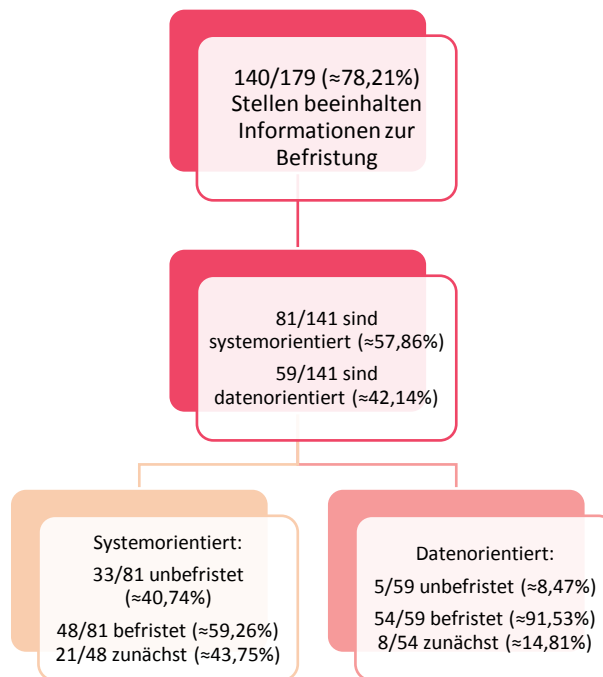 140/179 (≈78,21%)
Stellen beeinhalten
Informationen zur
Befristung
81/141 sind
systemorientiert (≈57,86%)
59/141 sind
datenorientiert (≈42,14%)
Systemorientiert:
33/81 unbefristet
(≈40,74%)
48/81 befristet (≈59,26%)
21/48 zunächst (≈43,75%)
Datenorientiert:
5/59 unbefristet (≈8,47%)
54/59 befristet (≈91,53%)
8/54 zunächst (≈14,81%)